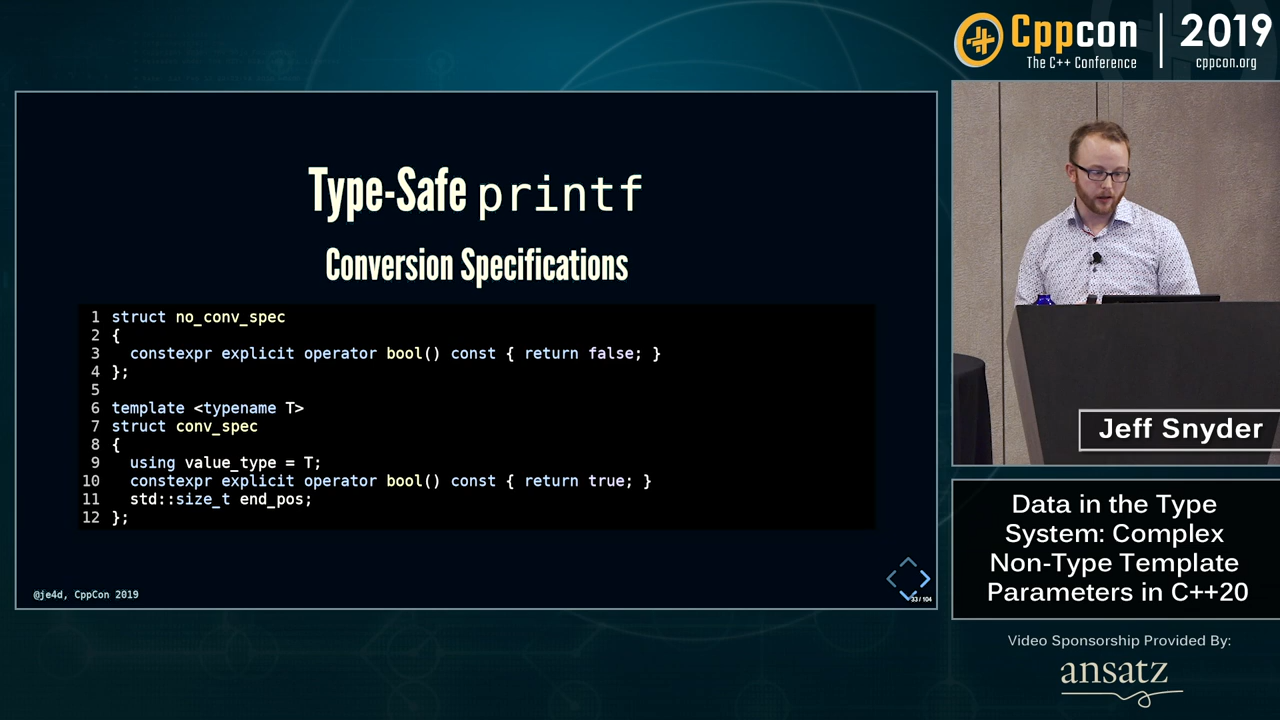 Cppcon | 2019
The C++ Conference
cppcon.org
Type-Safe printf
Conversion Specifications
1 struct no_conv_spec
2 {
3   constexpr explicit operator bool() const { return false; }
4 };
5
6 template <typename T>
7 struct conv_spec
8 {
9   using value_type = T;
10   constexpr explicit operator bool() const { return true; }
11   std::size_t end_pos;
12 };
@je4d, CppCon 2019
33 / 104
Jeff Snyder
Data in the Type
System: Complex
Non-Type Template
Parameters in C++20
Video Sponsorship Provided By:
ansatz